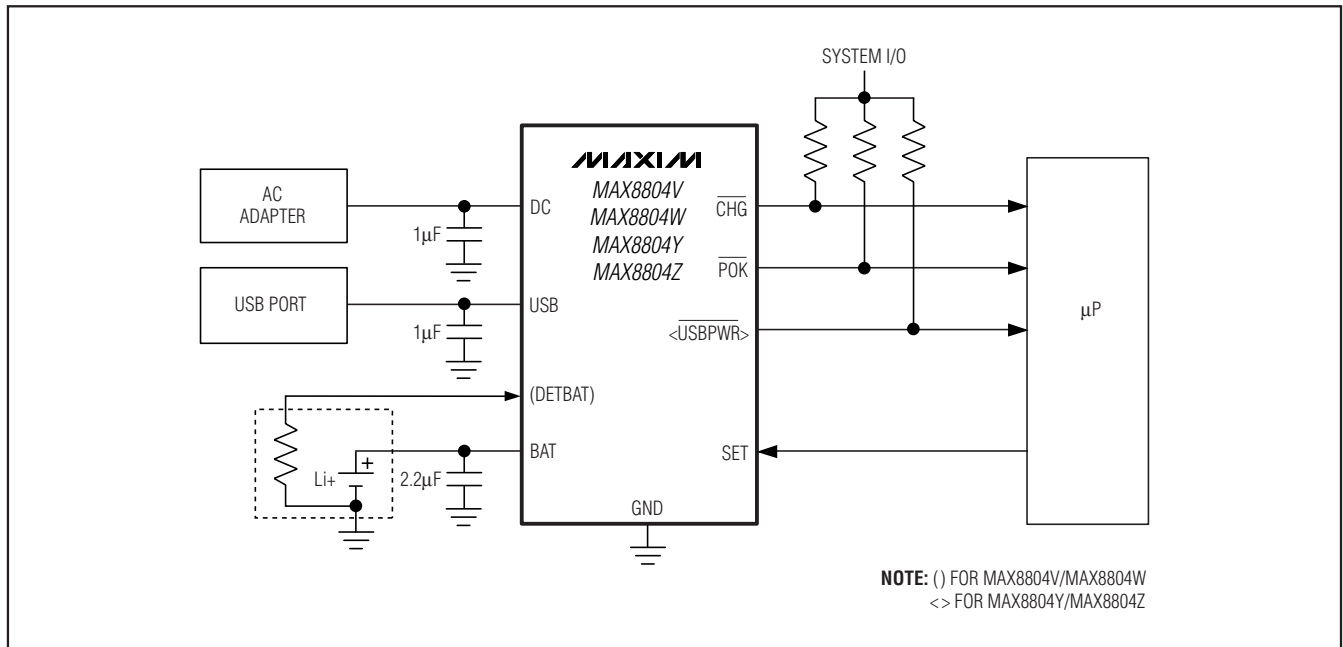 SYSTEM I/O
MAXIM
MAX8804V
MAX8804W
MAX8804Y
MAX8804Z
AC
ADAPTER
1µF
DC
CHG
USB PORT
1µF
USB
POK
<USBPWR>
µP
(DETBAT)
Li+
+
2.2µF
BAT
SET
GND
NOTE: ( ) FOR MAX8804V/MAX8804W
< > FOR MAX8804Y/MAX8804Z